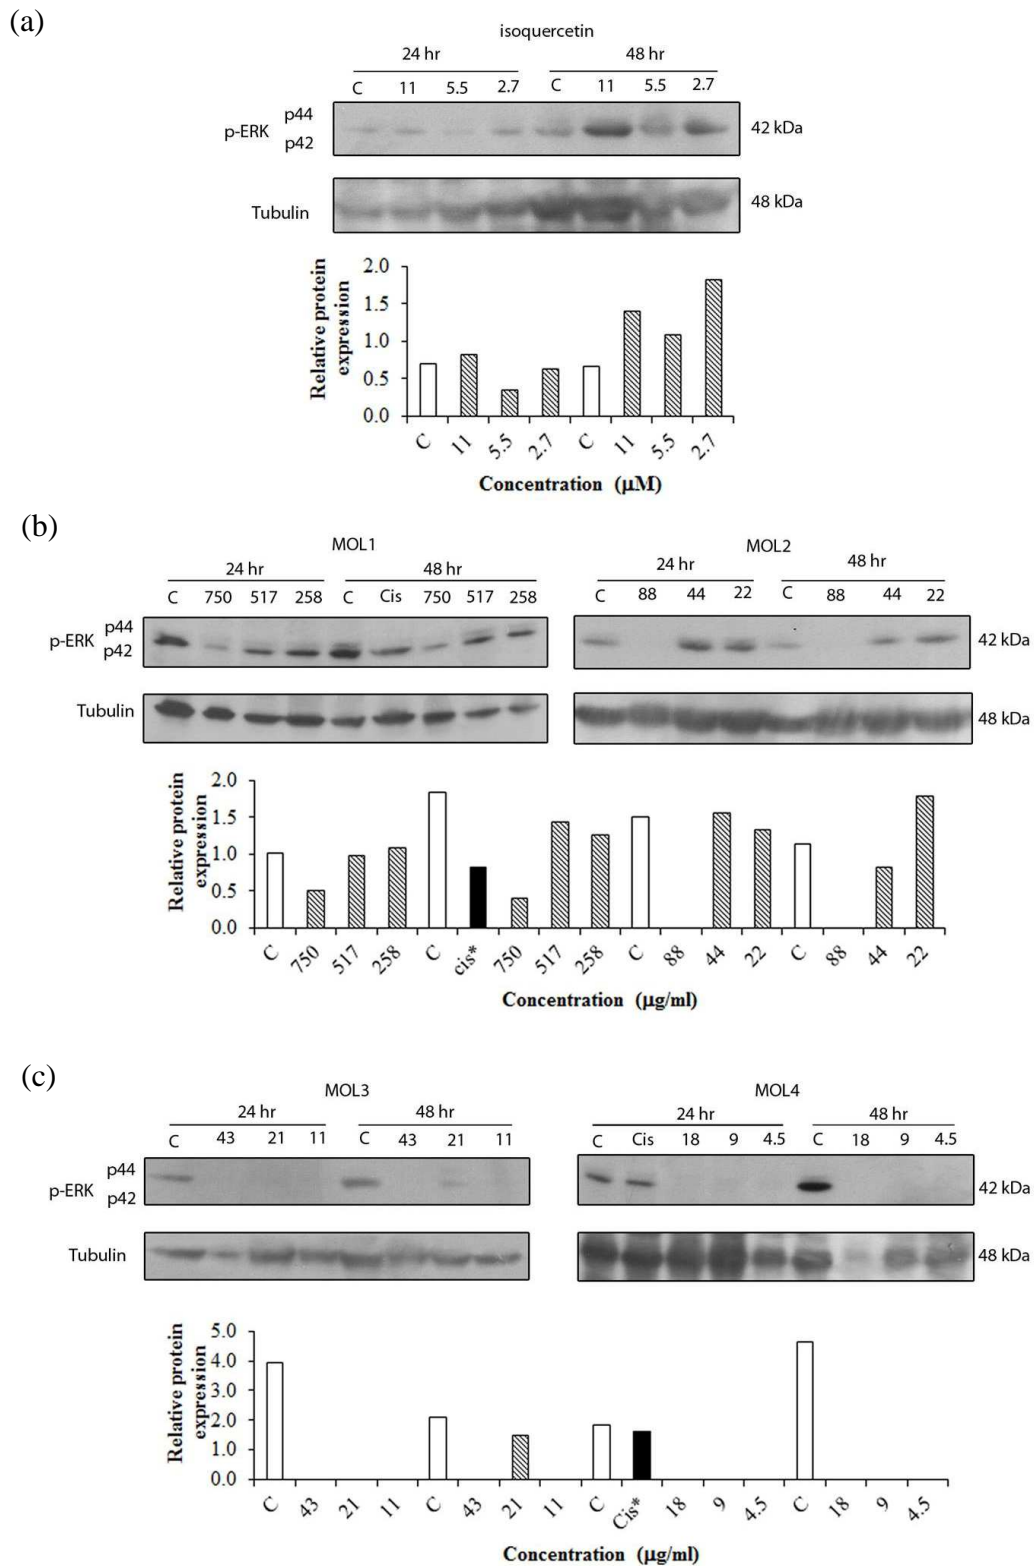 (a)
isoquercetin
24 hr 48 hr
C 11 5.5 2.7 C 11 5.5 2.7
p-ERK p44 p42 42 kDa
Tubulin 48 kDa
Relative protein expression
2.0
1.5
1.0
0.5
0.0
C 11 5.5 2.7 C 11 5.5 2.7
Concentration (µM)
(b)
MOL1 MOL2
24 hr 48 hr 24 hr 48 hr
C 750 517 258 C Cis 750 517 258 C 88 44 22 C 88 44 22
p-ERK p44 p42 42 kDa
Tubulin 48 kDa
Relative protein expression
2.0
1.5
1.0
0.5
0.0
C 750 517 258 C cis* 750 517 258 C 88 44 22 C 88 44 22
Concentration (µg/ml)
(c)
MOL3 MOL4
24 hr 48 hr 24 hr 48 hr
C 43 21 11 C 43 21 11 C Cis 18 9 4.5 C 18 9 4.5
p-ERK p44 p42 42 kDa
Tubulin 48 kDa
Relative protein expression
5.0
4.0
3.0
2.0
1.0
0.0
C 43 21 11 C 43 21 11 C Cis* 18 9 4.5 C 18 9 4.5
Concentration (µg/ml)